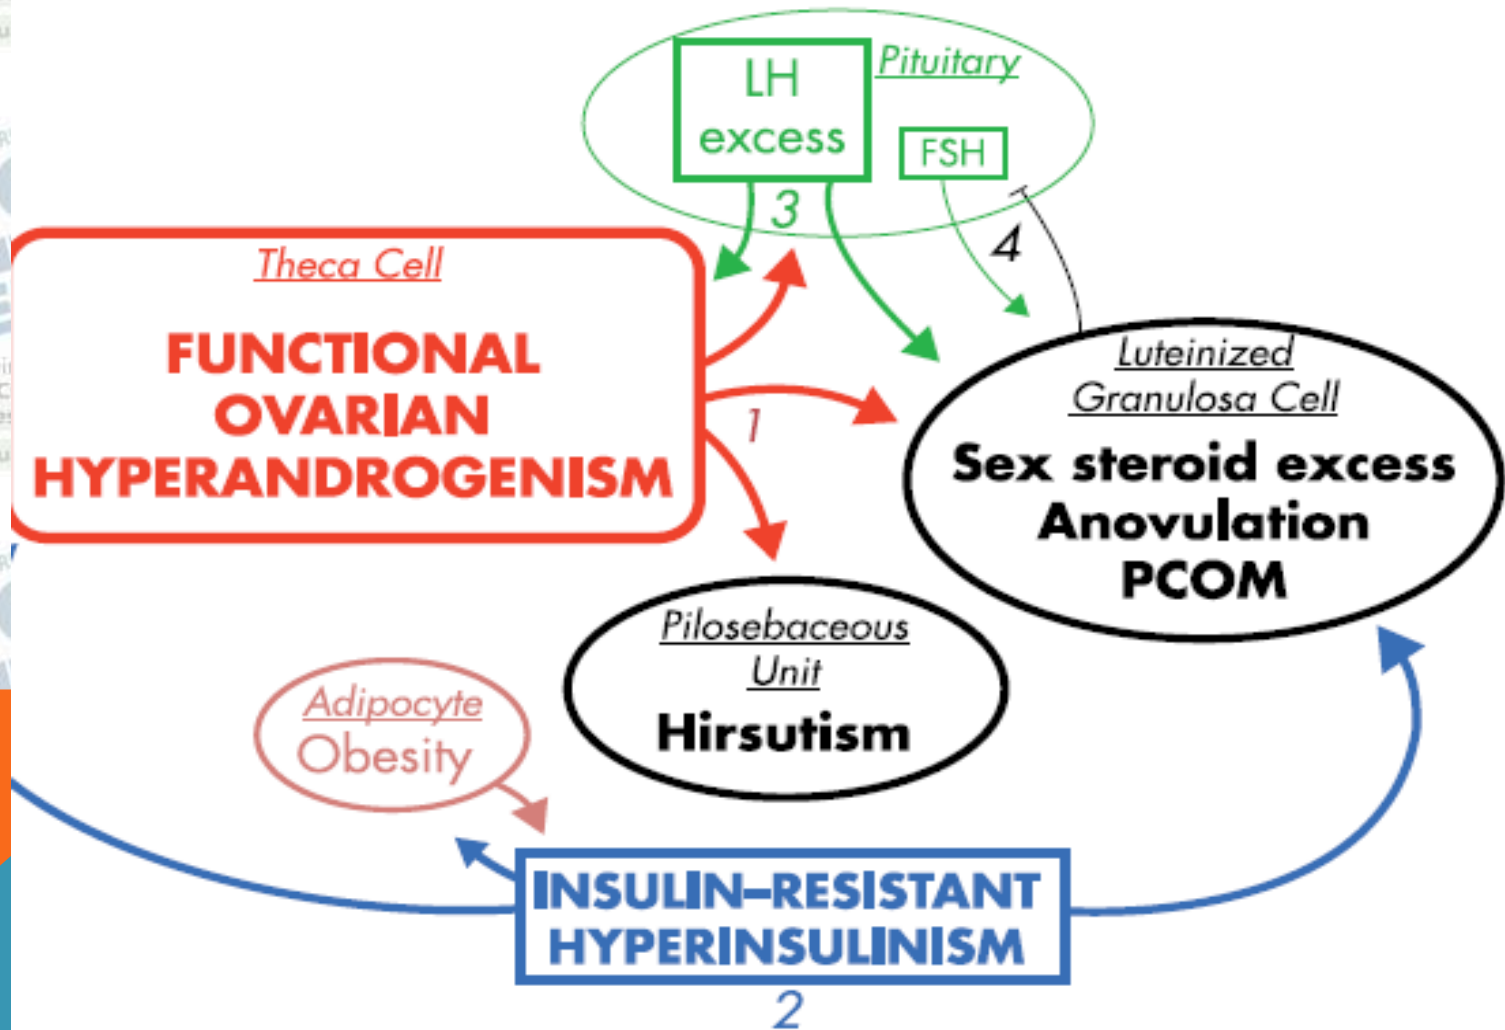 LH
excess
Pituitary
FSH
3
4
Theca Cell
FUNCTIONAL
OVARIAN
HYPERANDROGENISM
1
Luteinized
Granulosa Cell
Sex steroid excess
Anovulation
PCOM
Pilosebaceous
Unit
Hirsutism
Adipocyte
Obesity
INSULIN–RESISTANT
HYPERINSULINISM
2